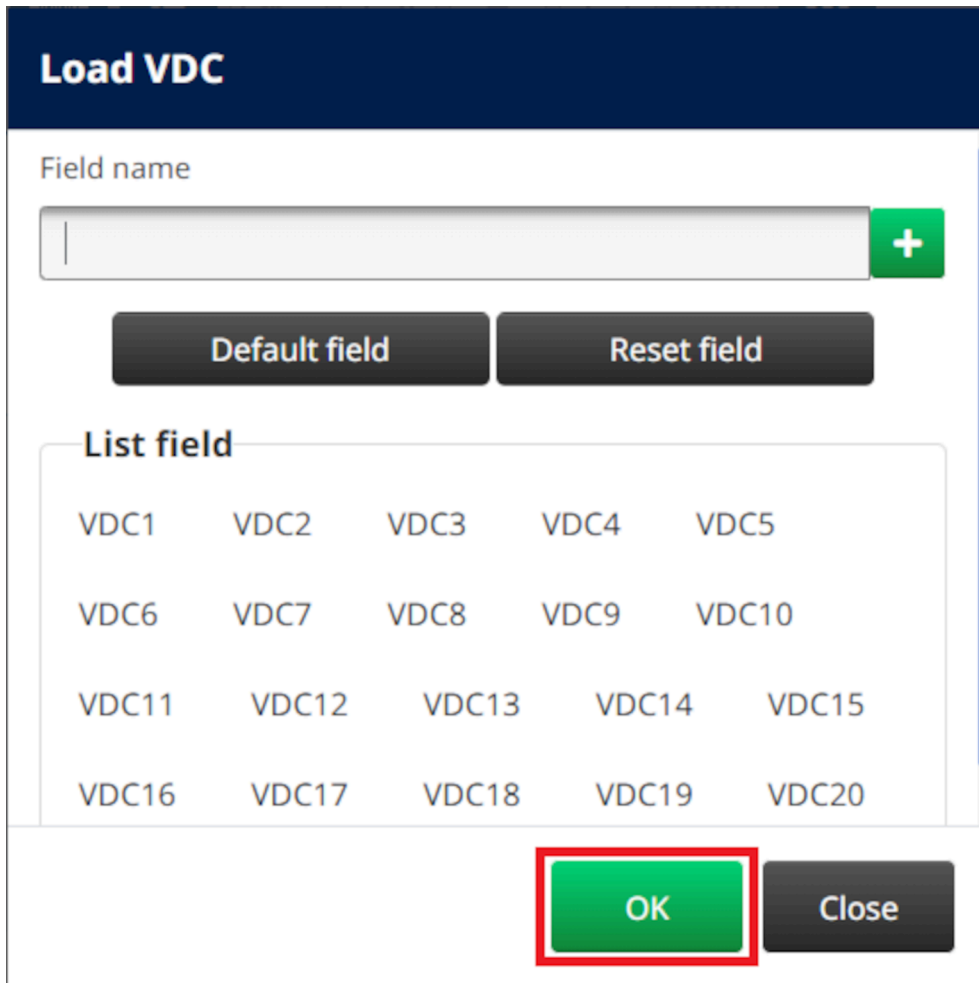 Load VDC
Field name
+
Default field Reset field
List field
VDC1 VDC2 VDC3 VDC4 VDC5
VDC6 VDC7 VDC8 VDC9 VDC10
VDC11 VDC12 VDC13 VDC14 VDC15
VDC16 VDC17 VDC18 VDC19 VDC20
OK Close